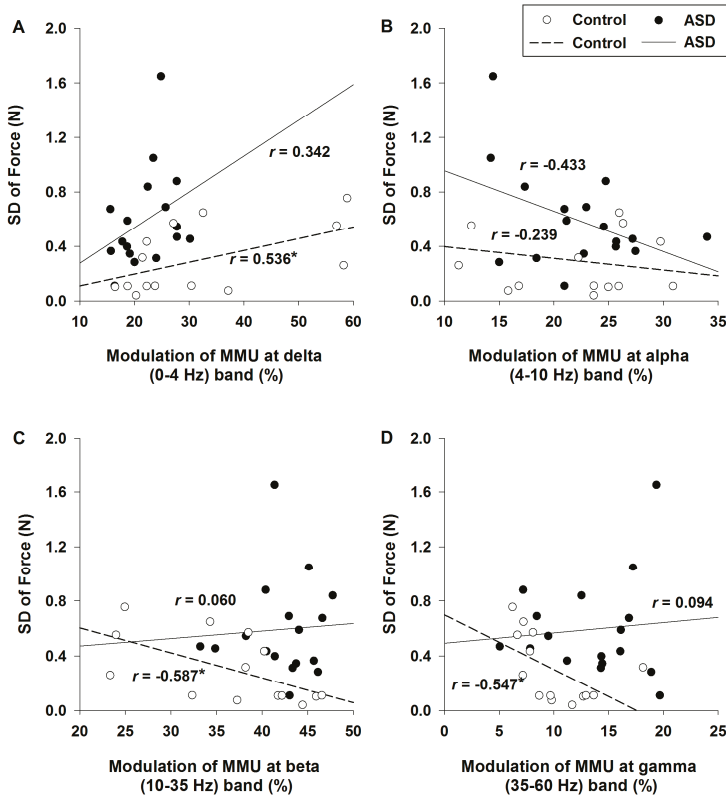 Control ASD
Control ASD
A
2.0
1.6
1.2
0.8
0.4
0.0
SD of Force (N)
r = 0.342
r = 0.536*
10 20 30 40 50 60
Modulation of MMU at delta
(0-4 Hz) band (%)
B
2.0
1.6
1.2
0.8
0.4
0.0
SD of Force (N)
r = -0.433
r = -0.239
10 15 20 25 30 35
Modulation of MMU at alpha
(4-10 Hz) band (%)
C
2.0
1.6
1.2
0.8
0.4
0.0
SD of Force (N)
r = 0.060
r = -0.587*
20 25 30 35 40 45 50
Modulation of MMU at beta
(10-35 Hz) band (%)
D
2.0
1.6
1.2
0.8
0.4
0.0
SD of Force (N)
r = 0.094
r = -0.547*
0 5 10 15 20 25
Modulation of MMU at gamma
(35-60 Hz) band (%)